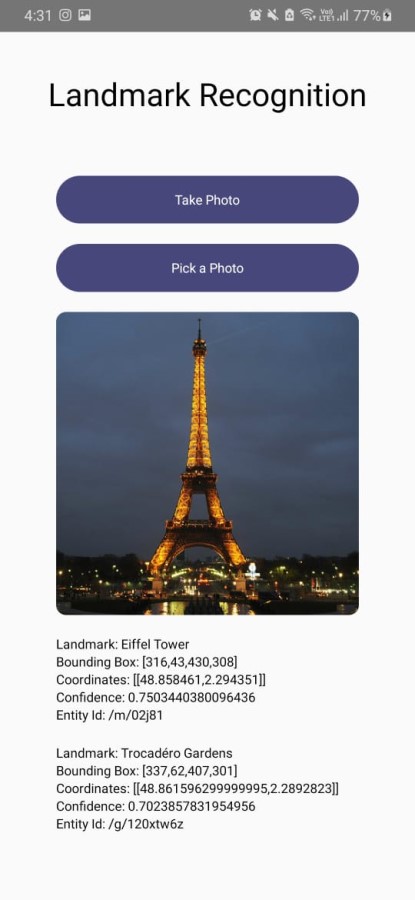 4:31 Vo) LTE1 77%
Landmark Recognition
Take Photo
Pick a Photo
Landmark: Eiffel Tower
Bounding Box: [316,43,430,308]
Coordinates: [[48.858461,2.294351]]
Confidence: 0.7503440380096436
Entity Id: /m/02j81
Landmark: Trocadéro Gardens
Bounding Box: [337,62,407,301]
Coordinates: [[48.861596299999995,2.2892823]]
Confidence: 0.7023857831954956
Entity Id: /g/120xtw6z